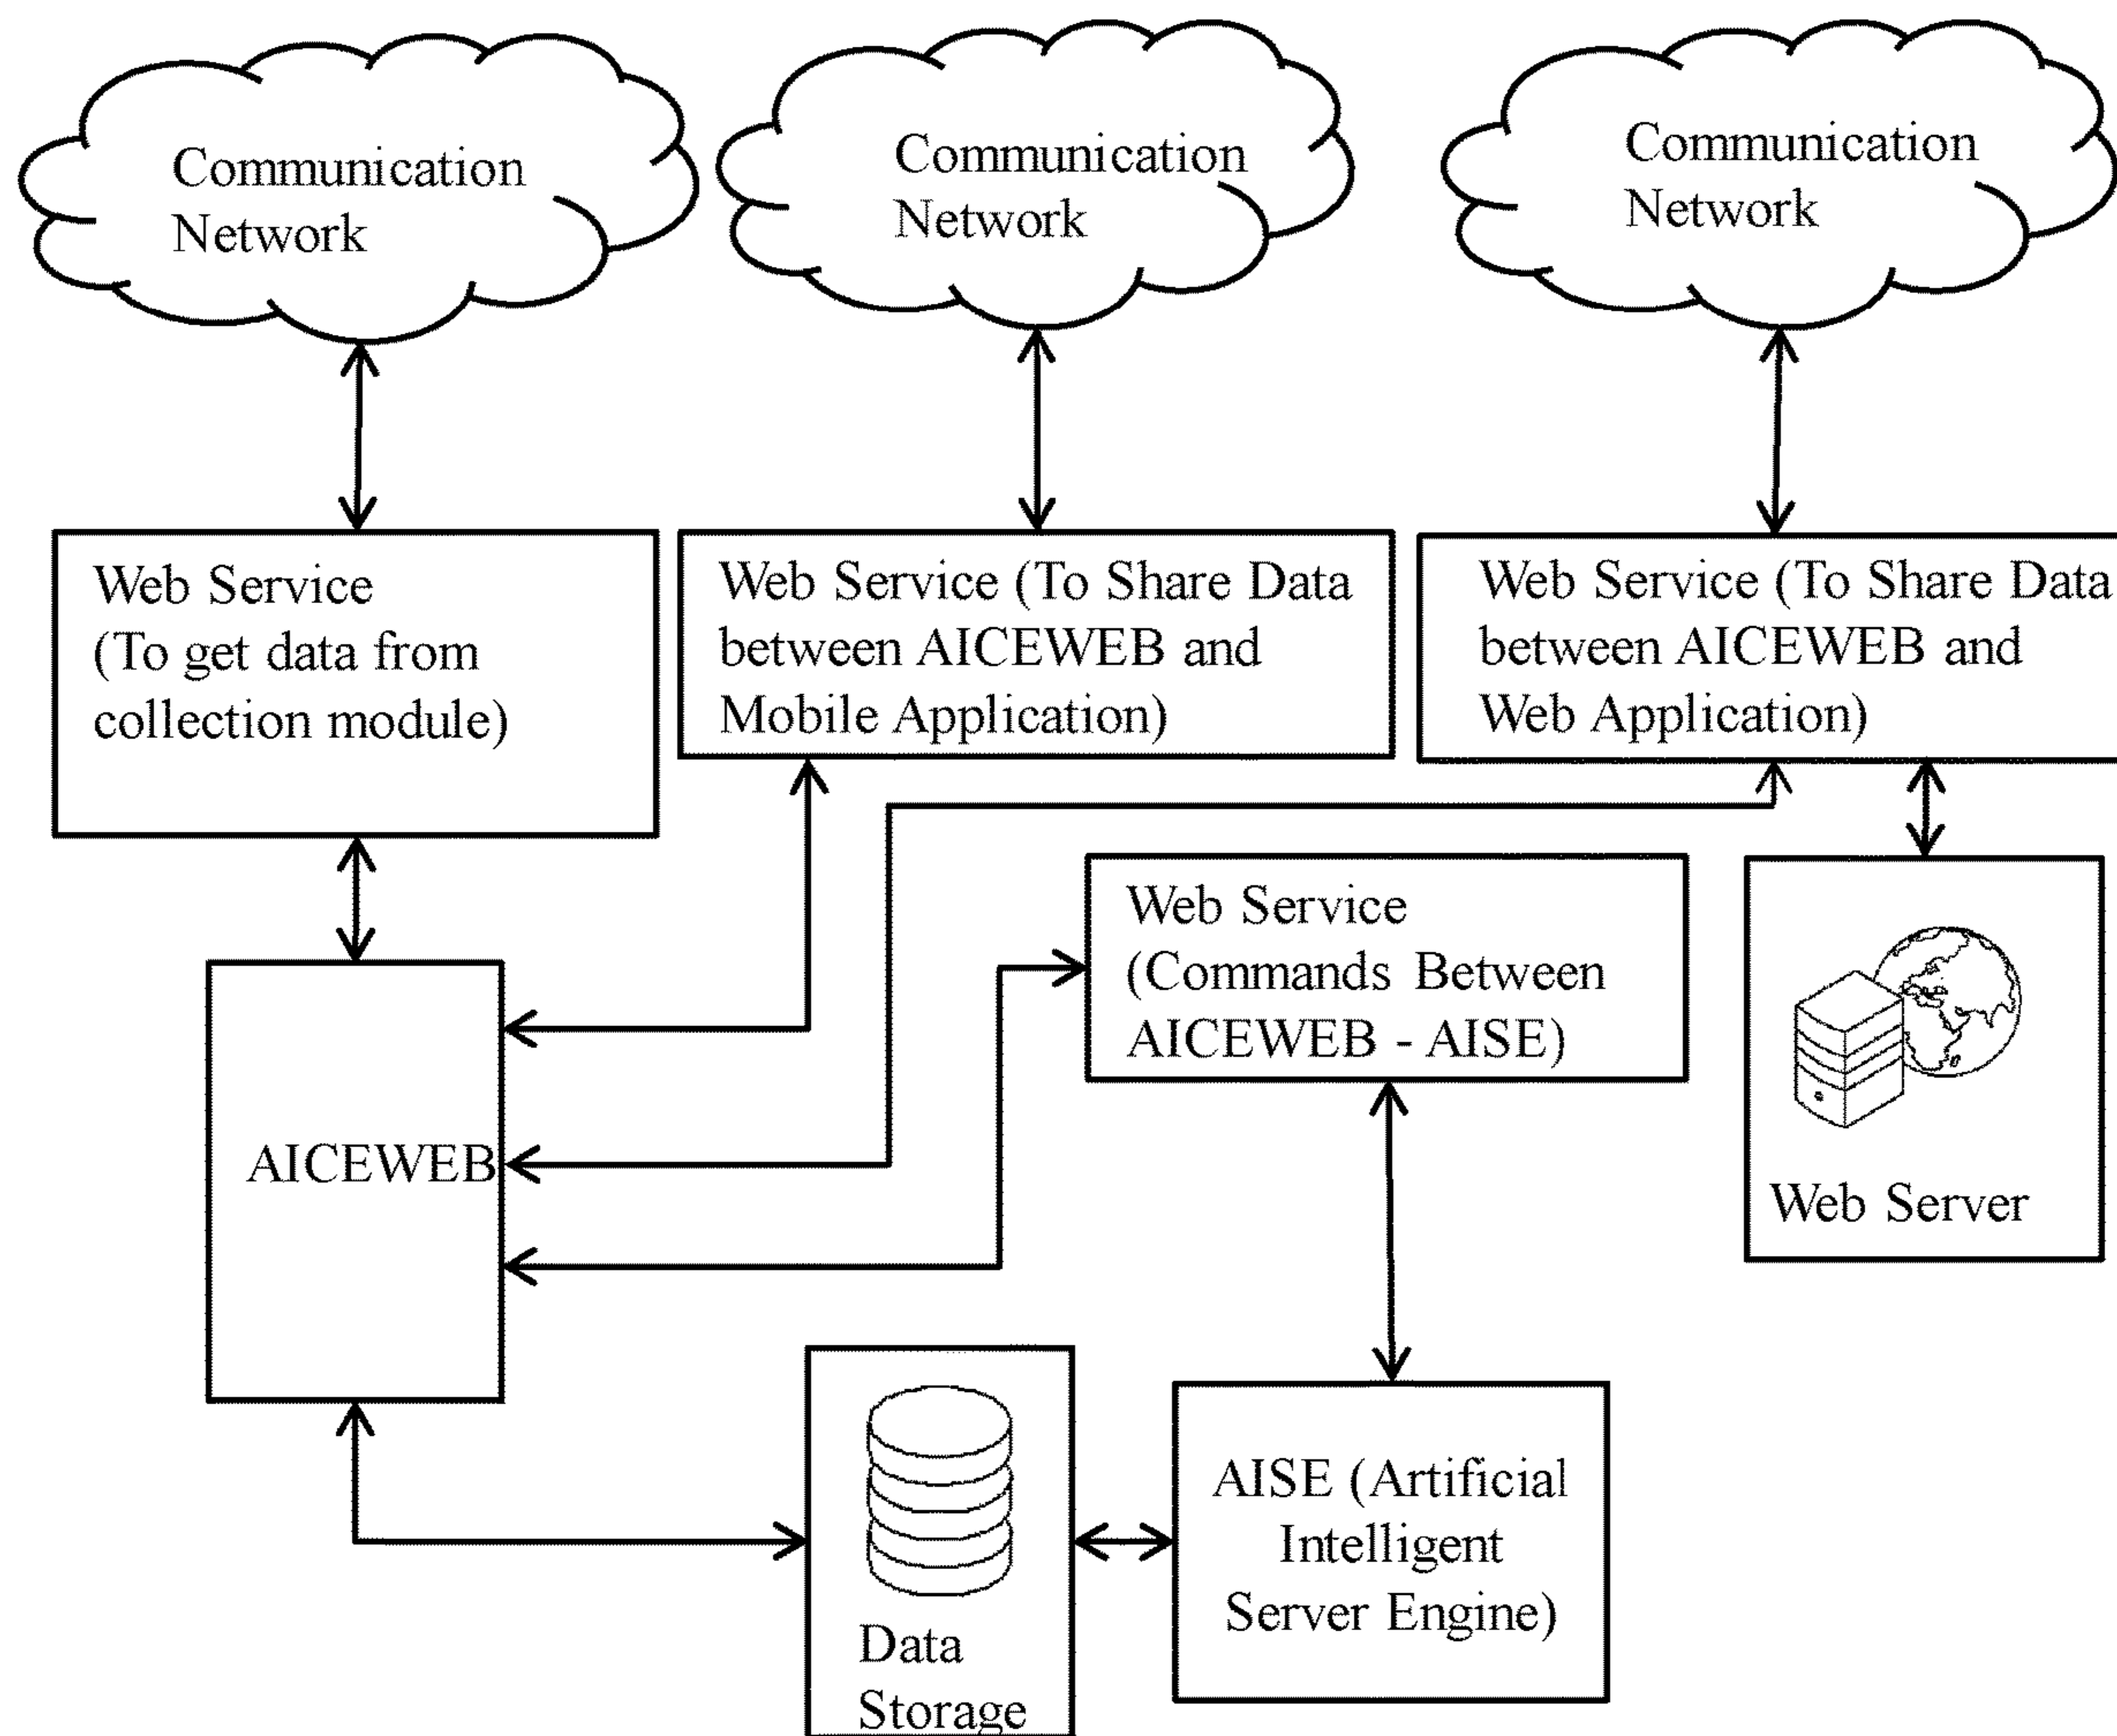 Communication
Network
Communication
Network
Communication
Network
Web Service
(To get data from
collection module)
Web Service (To Share Data
between AICEWEB and
Mobile Application)
Web Service (To Share Data
between AICEWEB and
Web Application)
Web Service
(Commands Between
AICEWEB - AISE)
Web Server
AICEWEB
Data
Storage
AISE (Artificial
Intelligent
Server Engine)